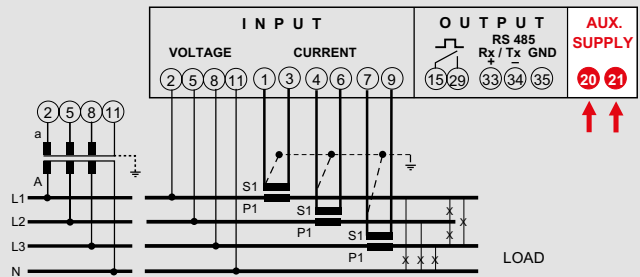 INPUT OUTPUT AUX.
SUPPLY
VOLTAGE CURRENT RS 485
Rx / Tx GND
+ –
2 5 8 11 1 3 4 6 7 9 15 29 33 34 35 20 21
2 5 8 11
a
A
S1
L1
P1
S1
L2
P1
S1
L3
P1
LOAD
N
x x x x x x